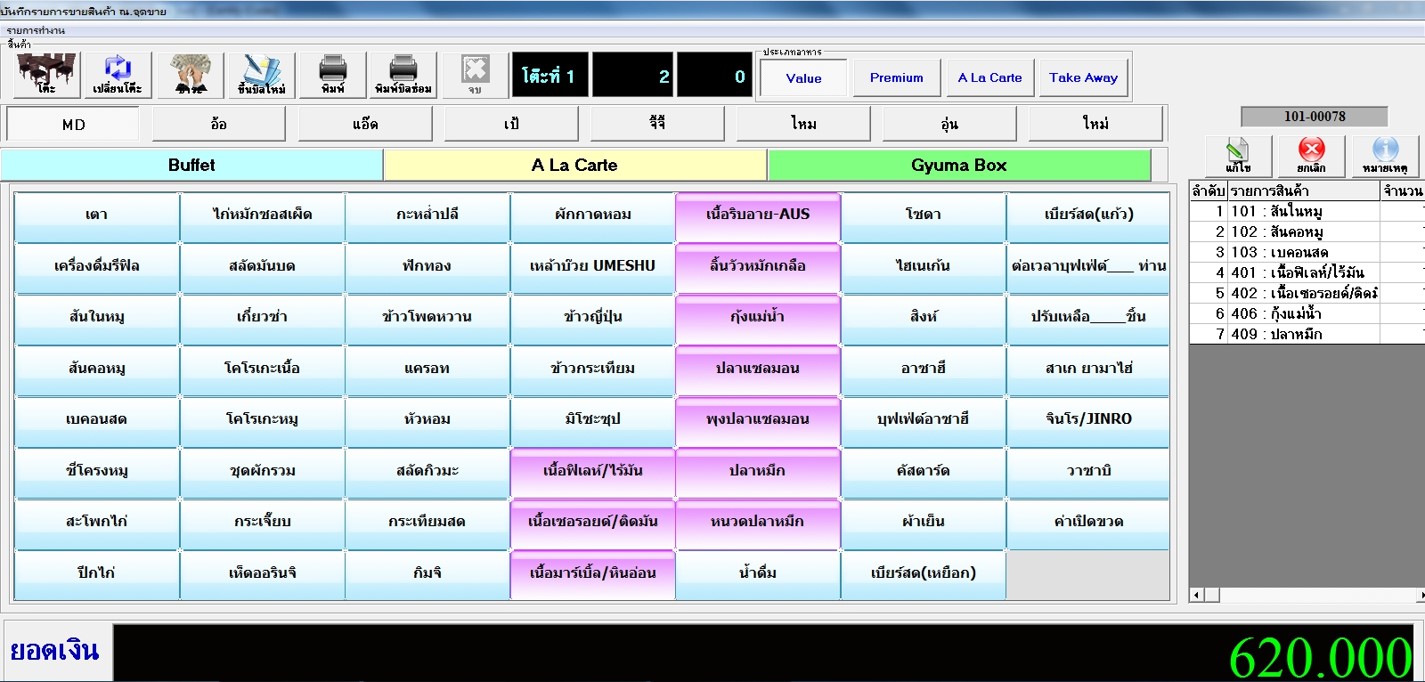 บันทึกรายการขายสินค้า ณ.จุดขาย
รายการทำงาน
สินค้า
โต๊ะ เปลี่ยนโต๊ะ ชำระ ขึ้นบิลใหม่ พิมพ์ พิมพ์บิลซ่อม จบ
โต๊ะที่ 1 2 0
ประเภทอาหาร
Value Premium A La Carte Take Away
MD อ้อ แอ๊ด เป้ จีจี้ ไหม อุ่น ใหม่
101-00078
แก้ไข ยกเลิก หมายเหตุ
Buffet A La Carte Gyuma Box
เตา ไก่หมักซอสเผ็ด กะหล่ำปลี ผักกาดหอม เนื้อริบอาย-AUS โซดา เบียร์สด(แก้ว)
เครื่องดื่มรีฟิล สลัดมันบด ฟักทอง เหล้าบ๊วย UMESHU ลิ้นวัวหมักเกลือ ไฮเนเก้น ต่อเวลาบุฟเฟ่ต์___ ท่าน
สันในหมู เกี๊ยวซ่า ข้าวโพดหวาน ข้าวญี่ปุ่น กุ้งแม่น้ำ สิงห์ ปรับเหลือ____ชิ้น
สันคอหมู โคโรเกะเนื้อ แครอท ข้าวกระเทียม ปลาแซลมอน อาซาฮี สาเก ยามาไฮ่
เบคอนสด โคโรเกะหมู หัวหอม มิโซะซุป พุงปลาแซลมอน บุฟเฟ่ต์อาซาฮี จินโร/JINRO
ซี่โครงหมู ชุดผักรวม สลัดกิวมะ เนื้อฟิเลห์/ไร้มัน ปลาหมึก คัสตาร์ด วาซาบิ
สะโพกไก่ กระเจี๊ยบ กระเทียมสด เนื้อเซอรอยด์/ติดมัน หนวดปลาหมึก ผ้าเย็น ค่าเปิดขวด
ปีกไก่ เห็ดออรินจิ กิมจิ เนื้อมาร์เบิ้ล/หินอ่อน น้ำดื่ม เบียร์สด(เหยือก)
ลำดับ รายการสินค้า จำนวน
1 101 : สันในหมู
2 102 : สันคอหมู
3 103 : เบคอนสด
4 401 : เนื้อฟิเลห์/ไร้มัน
5 402 : เนื้อเซอรอยด์/ติดมั
6 406 : กุ้งแม่น้ำ
7 409 : ปลาหมึก
ยอดเงิน 620.000